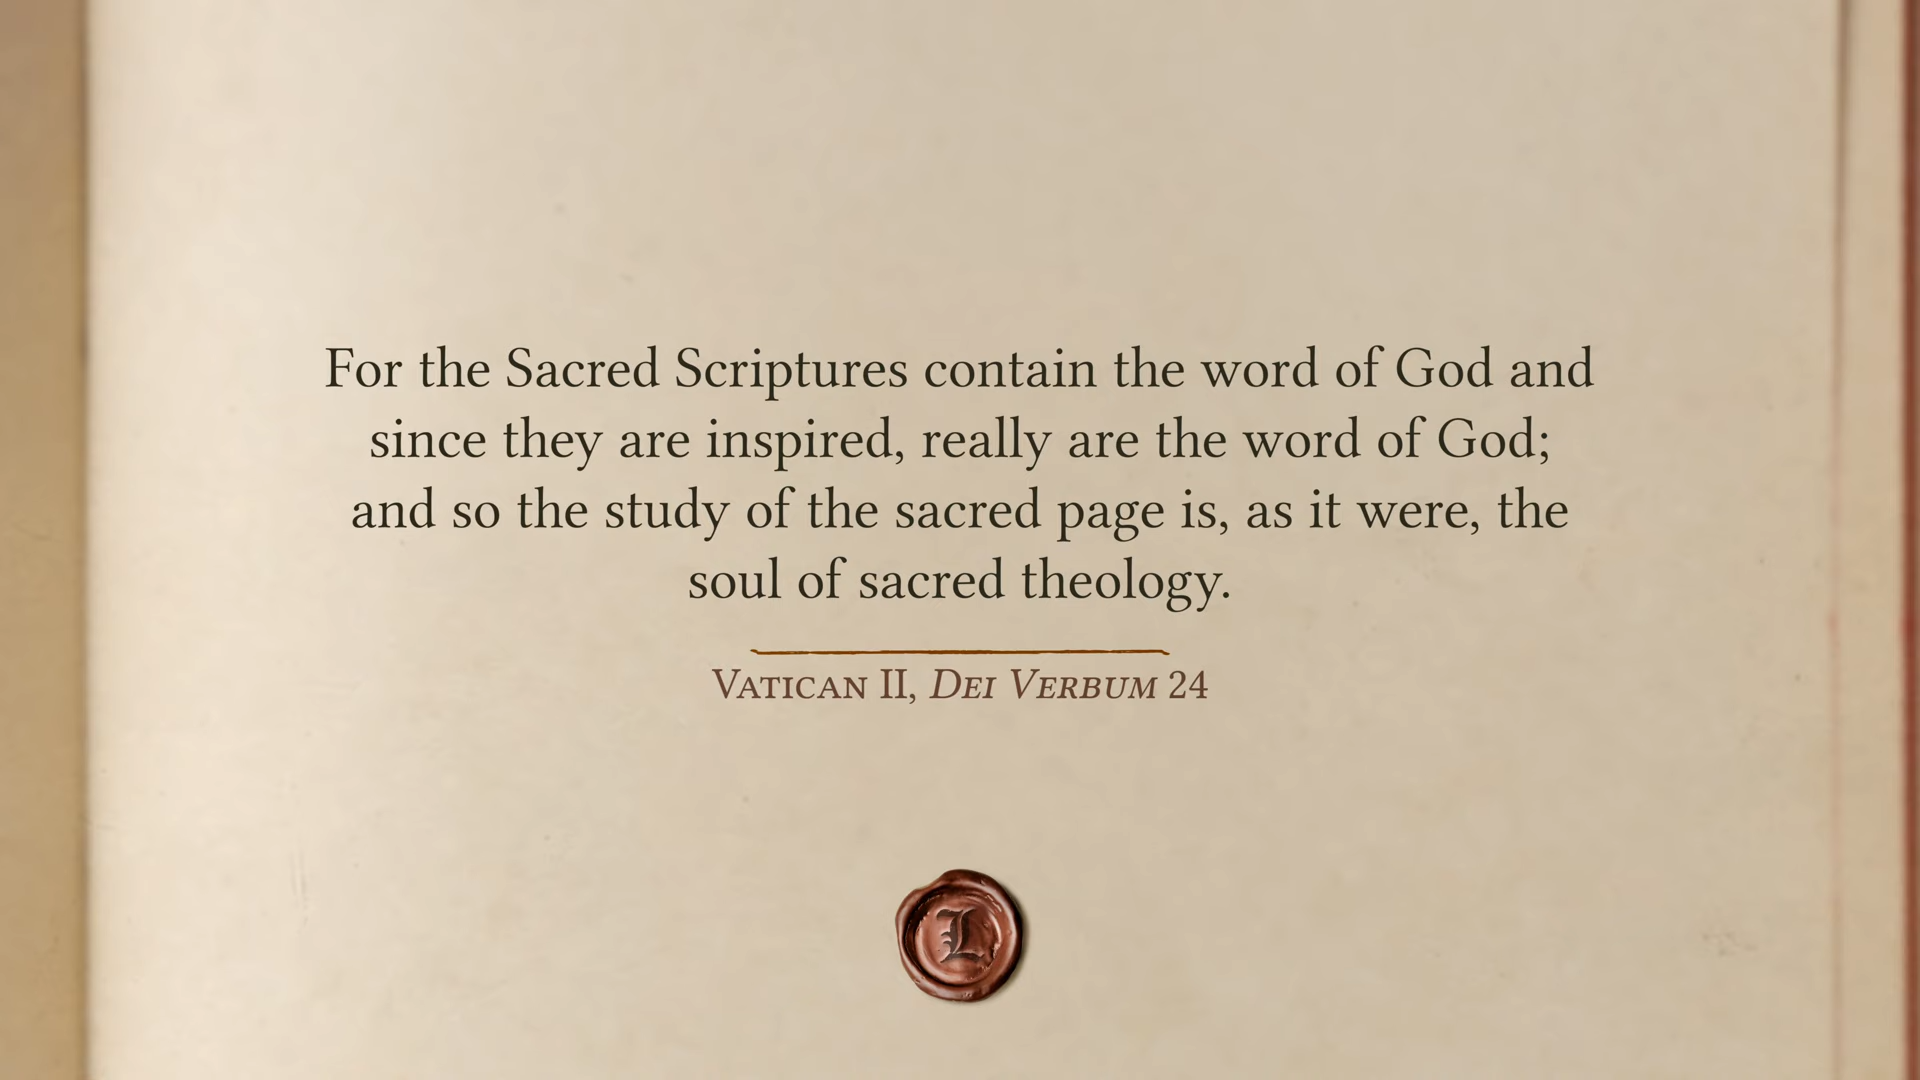 For the Sacred Scriptures contain the word of God and
since they are inspired, really are the word of God;
and so the study of the sacred page is, as it were, the
soul of sacred theology.
Vatican II, Dei Verbum 24
L